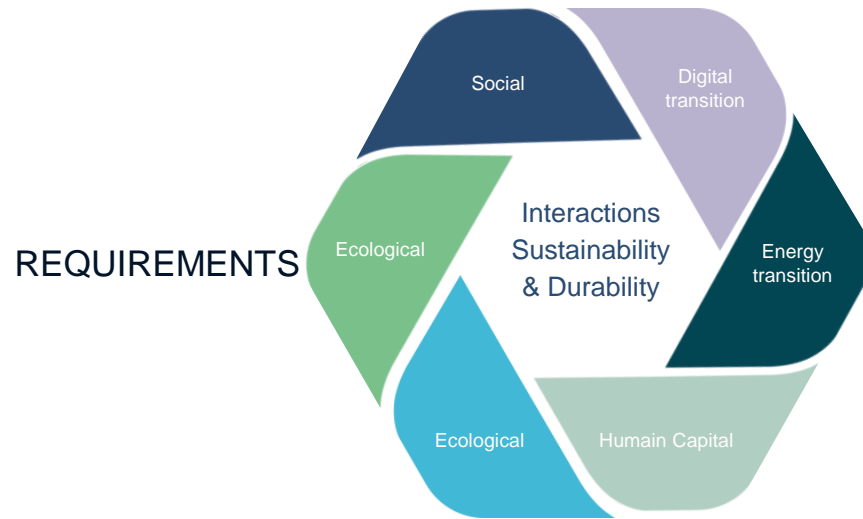 REQUIREMENTS
Social
Digital
transition
Ecological
Interactions
Sustainability
& Durability
Energy
transition
Ecological
Humain Capital